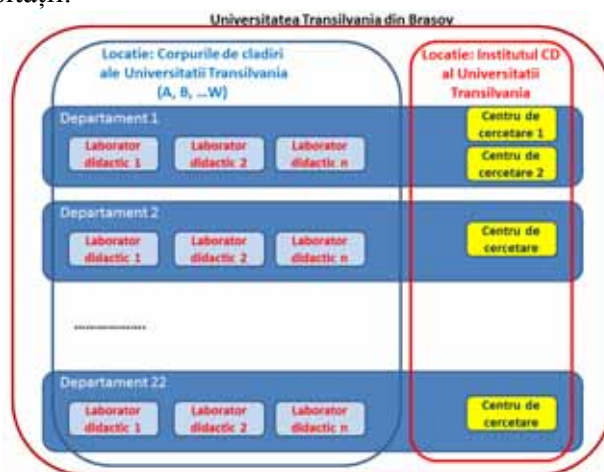 Universitatea Transilvania din Brasov
Locatie: Corpurile de cladiri
ale Universitatii Transilvania
(A, B, ...W)
Locatie: Institutul CD
al Universitatii
Transilvania
Departament 1
Laborator
didactic 1
Laborator
didactic 2
Laborator
didactic n
Centru de
cercetare 1
Centru de
cercetare 2
Departament 2
Laborator
didactic 1
Laborator
didactic 2
Laborator
didactic n
Centru de
cercetare
Departament 22
Laborator
didactic 1
Laborator
didactic 2
Laborator
didactic n
Centru de
cercetare